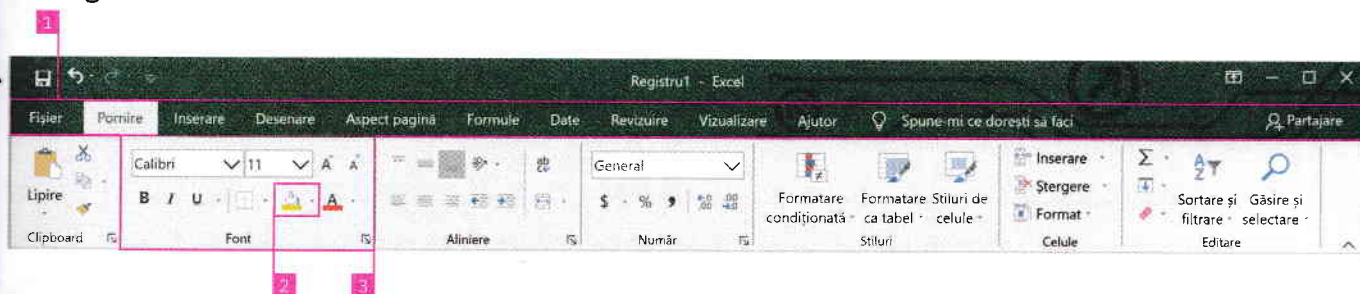 1
Registru1 - Excel
Fișier Pornire Inserare Desenare Aspect pagină Formule Date Revizuire Vizualizare Ajutor Spune-mi ce dorești să faci Partajare
Lipire
Calibri 11 A A
B I U A
ab
General
$ % ,
Formatare condiționată
Formatare ca tabel
Stiluri de celule
Inserare
Ștergere
Format
Σ
Sortare și filtrare
Găsire și selectare
Clipboard Font Aliniere Număr Stiluri Celule Editare
2 3